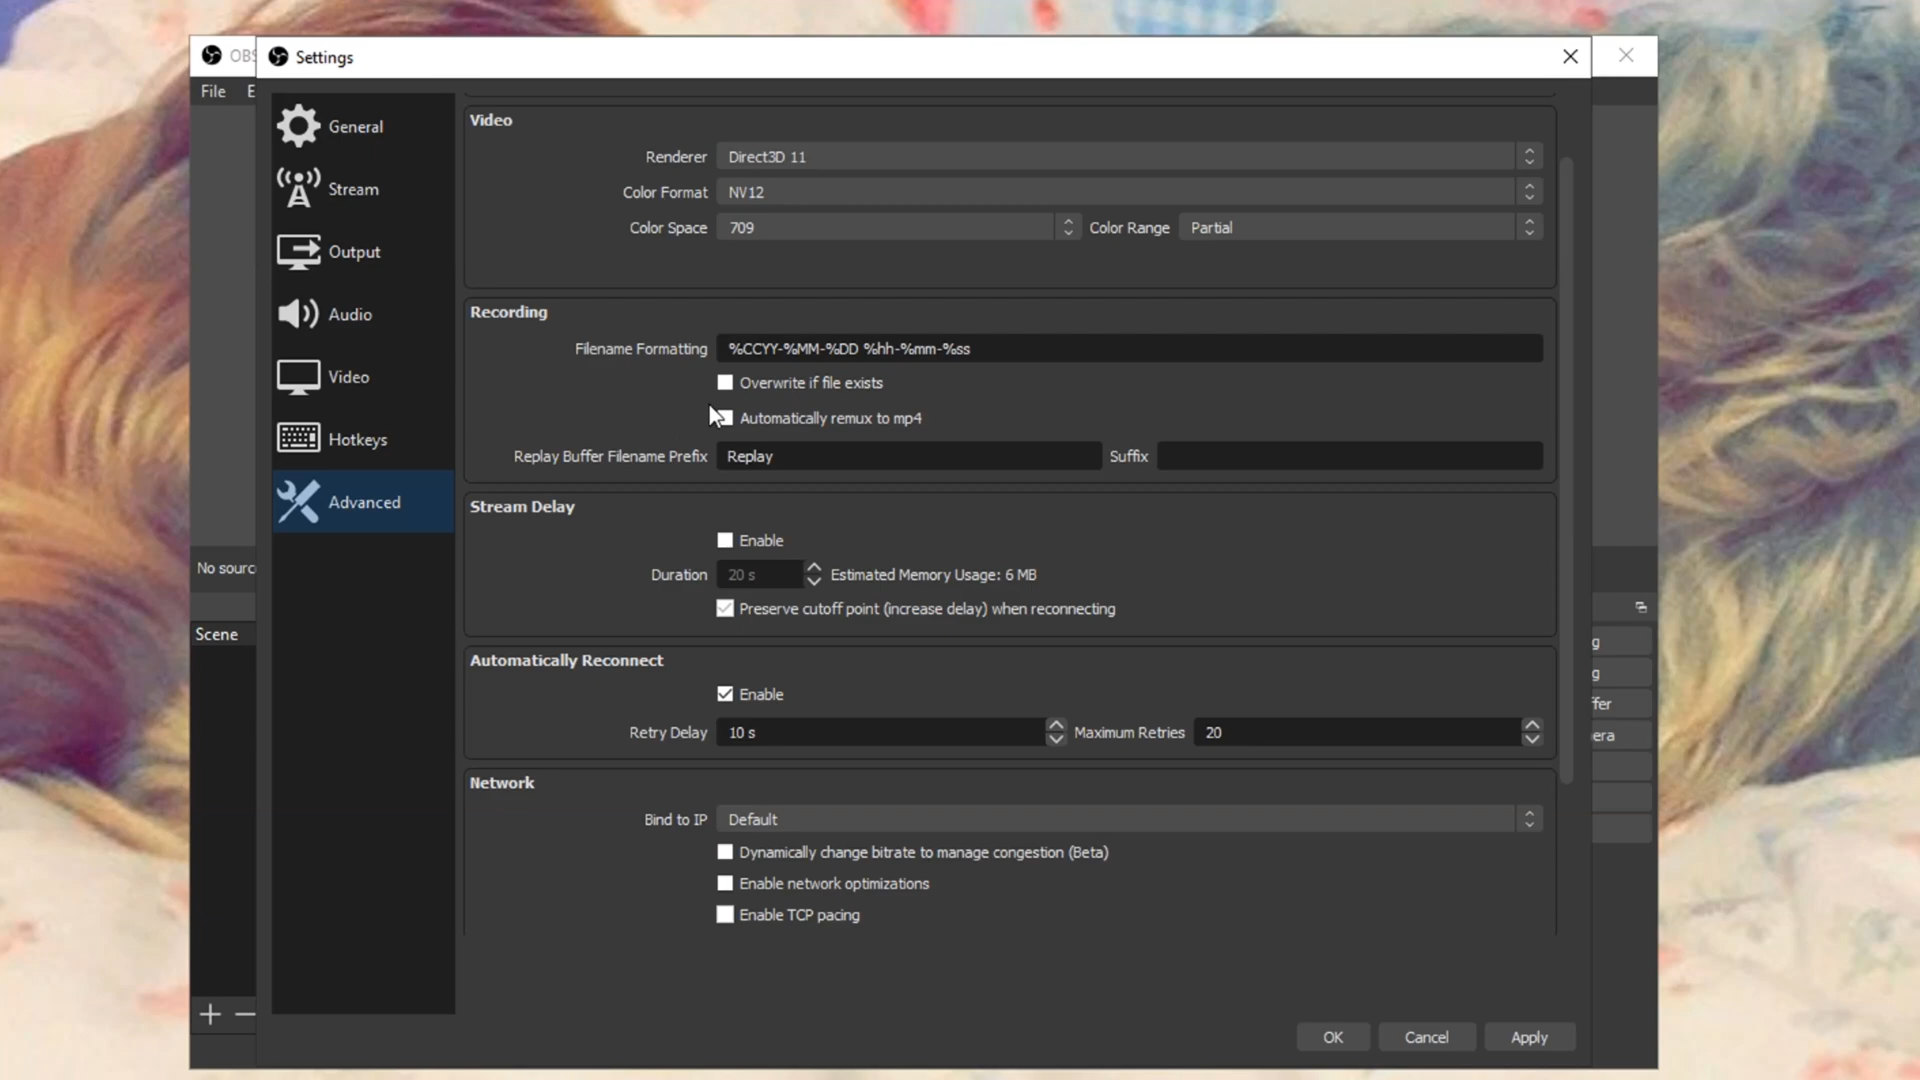 OBS
Settings
File E
General
Stream
Output
Audio
Video
Hotkeys
Advanced
Video
Renderer Direct3D 11
Color Format NV12
Color Space 709 Color Range Partial
Recording
Filename Formatting %CCYY-%MM-%DD %hh-%mm-%ss
Overwrite if file exists
Automatically remux to mp4
Replay Buffer Filename Prefix Replay Suffix
Stream Delay
Enable
Duration 20 s Estimated Memory Usage: 6 MB
Preserve cutoff point (increase delay) when reconnecting
Automatically Reconnect
Enable
Retry Delay 10 s Maximum Retries 20
Network
Bind to IP Default
Dynamically change bitrate to manage congestion (Beta)
Enable network optimizations
Enable TCP pacing
No sourc
Scene
g
g
ffer
era
OK Cancel Apply